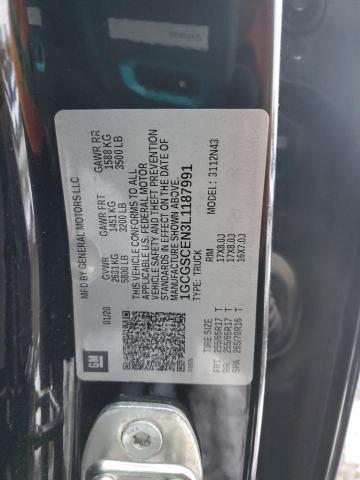 MFD BY GENERAL MOTORS LLC
01/20
GVWR
2631 KG
5800 LB
GAWR FRT
1451 KG
3200 LB
GAWR RR
1588 KG
3500 LB
THIS VEHICLE CONFORMS TO ALL
APPLICABLE U.S. FEDERAL MOTOR
VEHICLE SAFETY AND THEFT PREVENTION
STANDARDS IN EFFECT ON THE DATE OF
MANUFACTURE SHOWN ABOVE.
1GCGSCEN3L1187991
TYPE: TRUCK
3112N43
GM
TIRE SIZE RIM
FRT 255/65R17 T 17X8.0J
RR 255/65R17 T 17X8.0J
SPA 265/70R16 T 16X7.0J